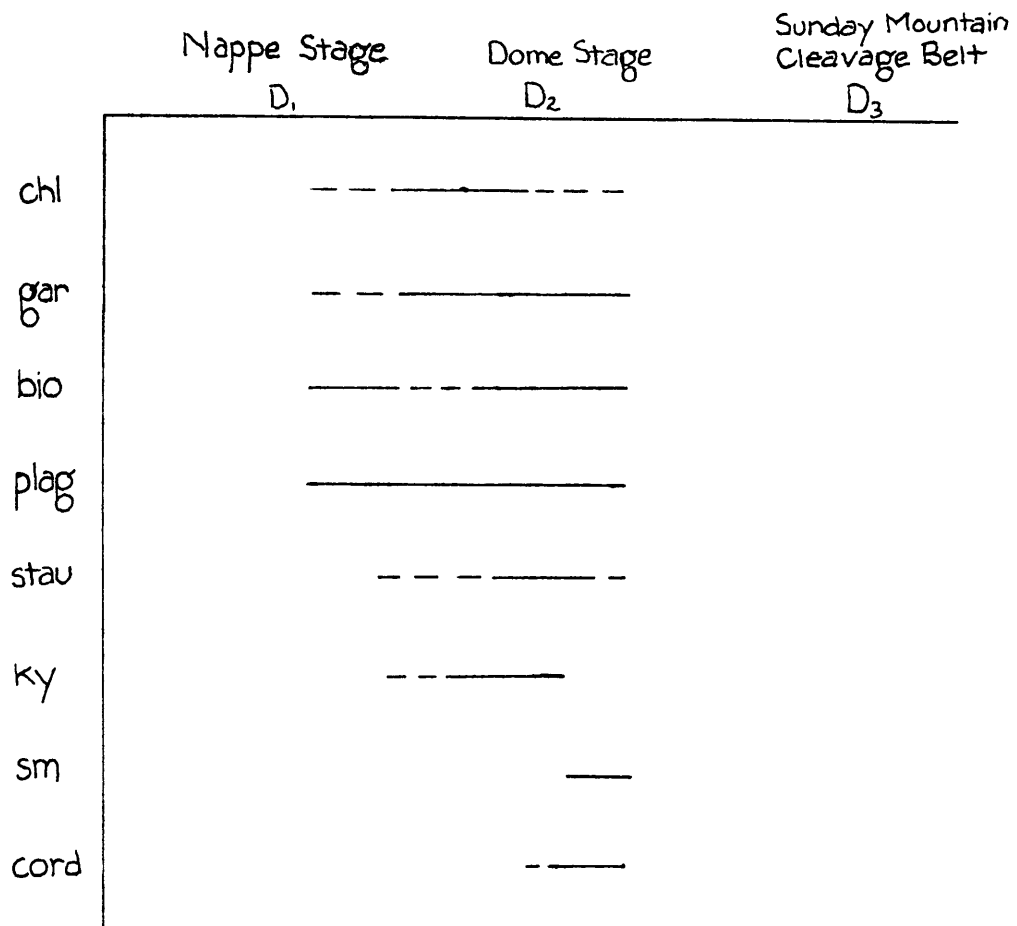 Nappe Stage
D₁
Dome Stage
D₂
Sunday Mountain
Cleavage Belt
D₃
chl
gar
bio
plag
stau
ky
sm
cord